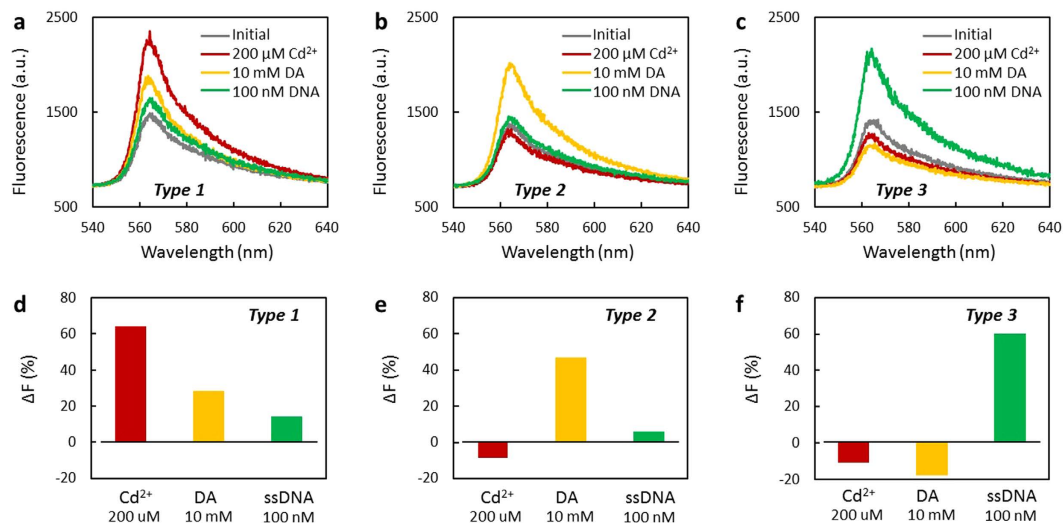 a
2500
1500
500
Fluorescence (a.u.)
Initial
200 µM Cd²⁺
10 mM DA
100 nM DNA
Type 1
540 560 580 600 620 640
Wavelength (nm)
b
2500
1500
500
Fluorescence (a.u.)
Initial
200 µM Cd²⁺
10 mM DA
100 nM DNA
Type 2
540 560 580 600 620 640
Wavelength (nm)
c
2500
1500
500
Fluorescence (a.u.)
Initial
200 µM Cd²⁺
10 mM DA
100 nM DNA
Type 3
540 560 580 600 620 640
Wavelength (nm)
d
80
60
40
20
0
-20
ΔF (%)
Type 1
Cd²⁺ DA ssDNA
200 uM 10 mM 100 nM
e
80
60
40
20
0
-20
ΔF (%)
Type 2
Cd²⁺ DA ssDNA
200 uM 10 mM 100 nM
f
80
60
40
20
0
-20
ΔF (%)
Type 3
Cd²⁺ DA ssDNA
200 uM 10 mM 100 nM